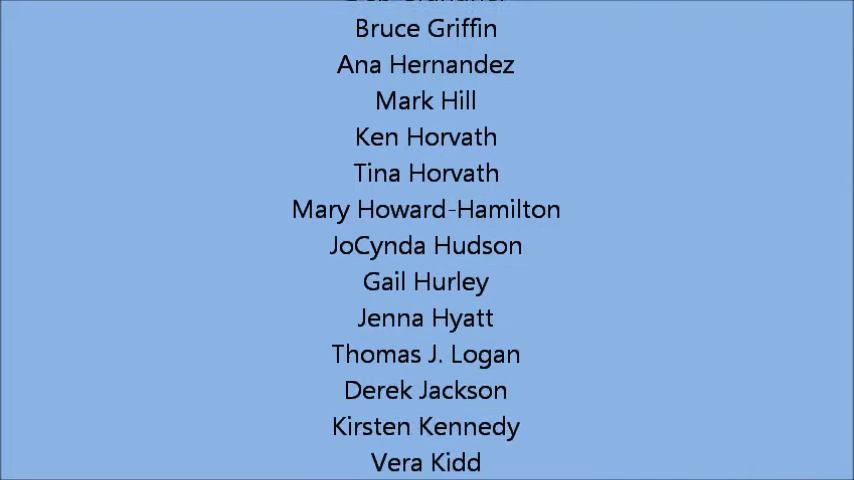 Bruce Griffin
Ana Hernandez
Mark Hill
Ken Horvath
Tina Horvath
Mary Howard-Hamilton
JoCynda Hudson
Gail Hurley
Jenna Hyatt
Thomas J. Logan
Derek Jackson
Kirsten Kennedy
Vera Kidd